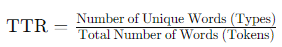 TTR = Number of Unique Words (Types) / Total Number of Words (Tokens)